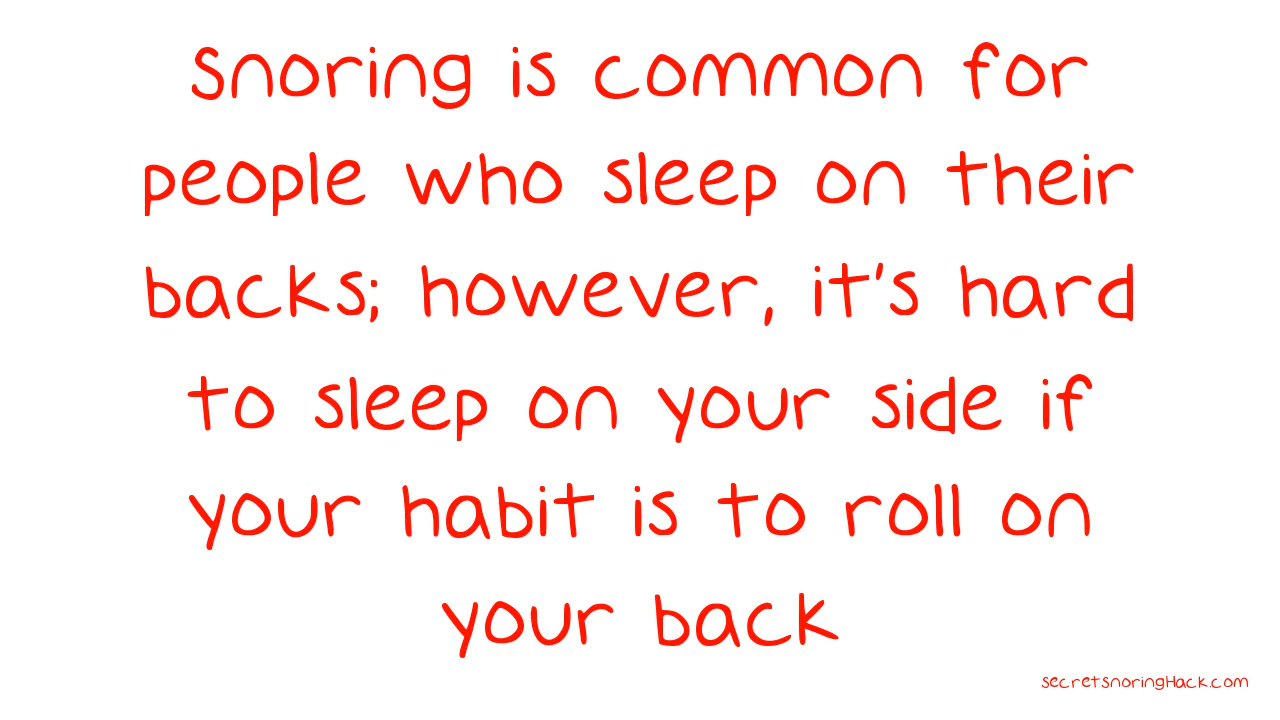 Snoring is common for
people who sleep on their
backs; however, it's hard
to sleep on your side if
your habit is to roll on
your back
secretsnoringHack.com